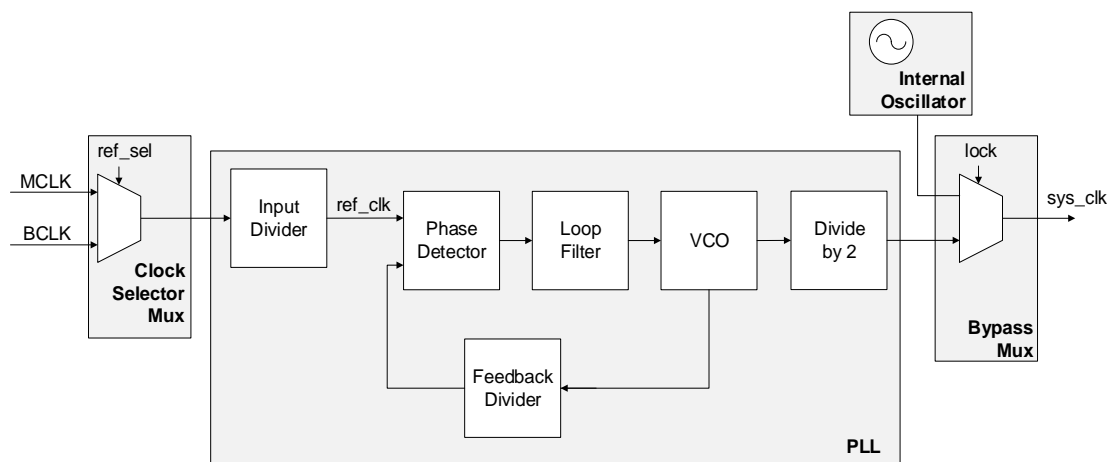 Internal
Oscillator
ref_sel
lock
MCLK
BCLK
Clock
Selector
Mux
Input
Divider
ref_clk
Phase
Detector
Loop
Filter
VCO
Divide
by 2
sys_clk
Bypass
Mux
Feedback
Divider
PLL